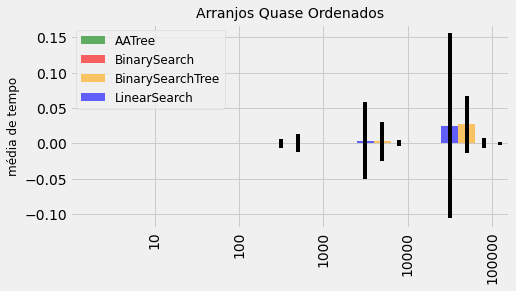 Arranjos Quase Ordenados
média de tempo
0.15
0.10
0.05
0.00
−0.05
−0.10
AATree
BinarySearch
BinarySearchTree
LinearSearch
10
100
1000
10000
100000